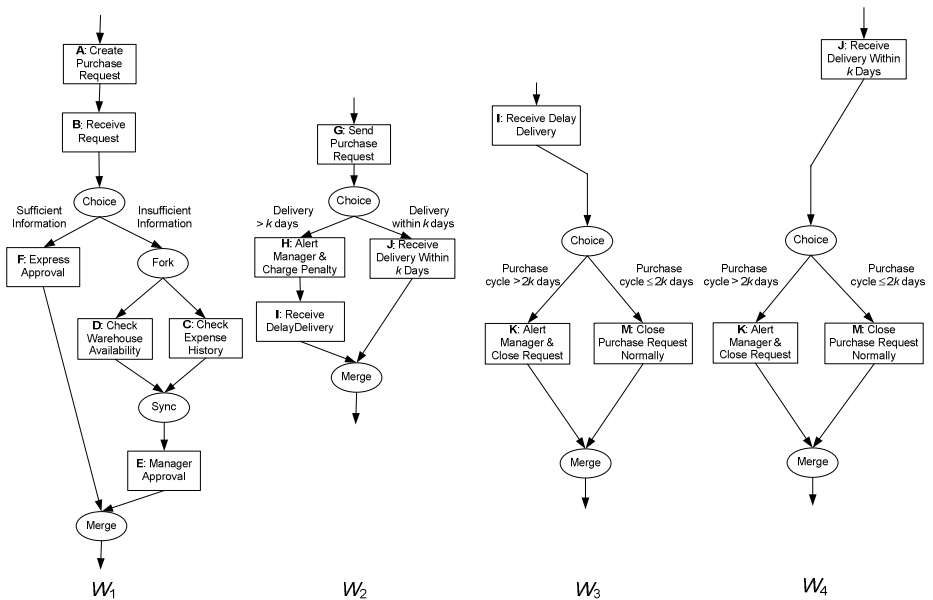 A: Create
Purchase
Request
B: Receive
Request
Choice
Sufficient
Information
Insufficient
Information
F: Express
Approval
Fork
D: Check
Warehouse
Availability
C: Check
Expense
History
Sync
E: Manager
Approval
Merge
W1
G: Send
Purchase
Request
Choice
Delivery
> k days
Delivery
within k days
H: Alert
Manager &
Charge Penalty
J: Receive
Delivery Within
k Days
I: Receive
DelayDelivery
Merge
W2
I: Receive Delay
Delivery
Choice
Purchase
cycle > 2k days
Purchase
cycle ≤ 2k days
K: Alert
Manager &
Close Request
M: Close
Purchase Request
Normally
Merge
W3
J: Receive
Delivery Within
k Days
Choice
Purchase
cycle > 2k days
Purchase
cycle ≤ 2k days
K: Alert
Manager &
Close Request
M: Close
Purchase Request
Normally
Merge
W4